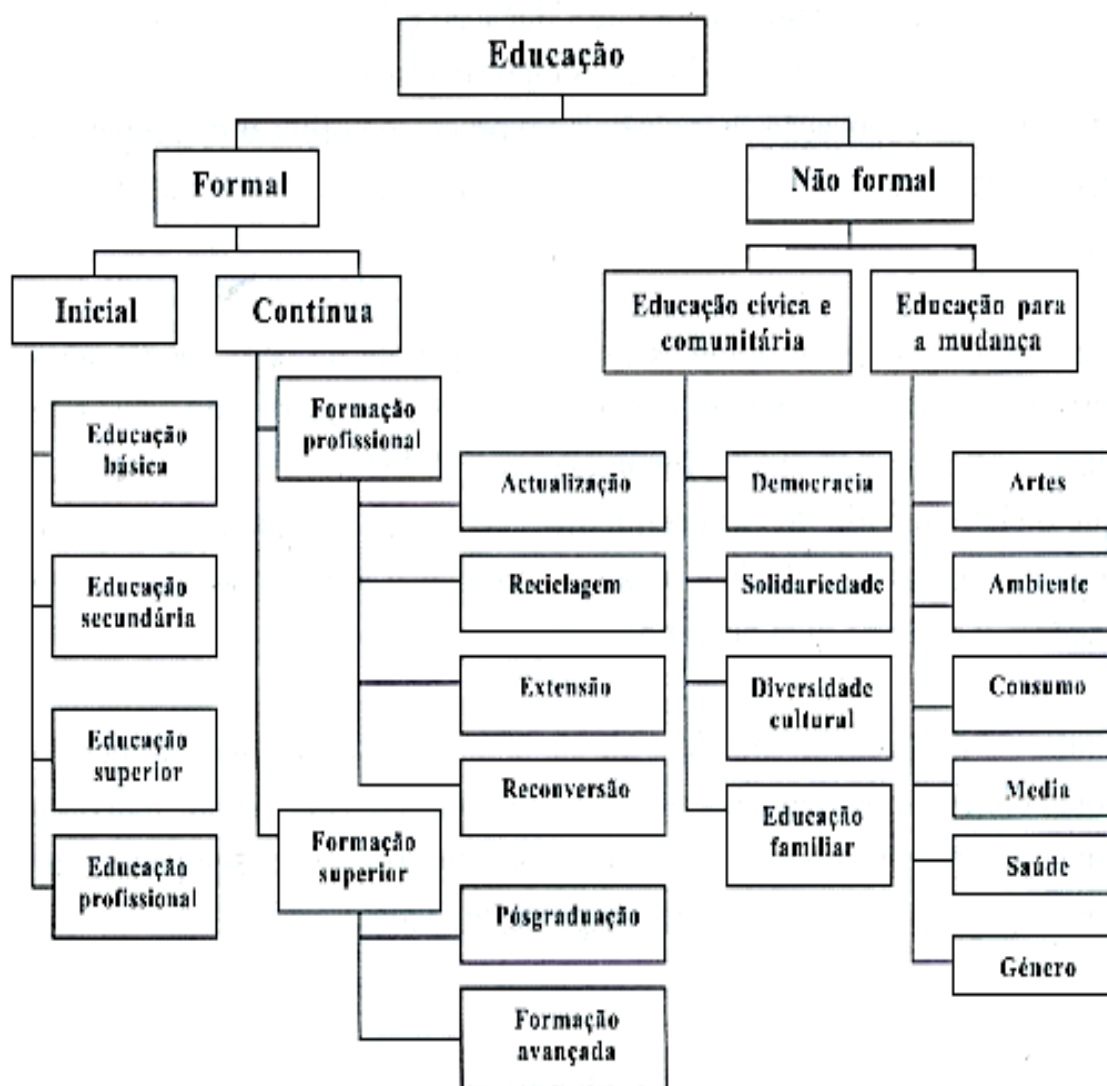 Educação
Formal
Não formal
Inicial
Contínua
Educação cívica e
comunitária
Educação para
a mudança
Educação
básica
Educação
secundária
Educação
superior
Educação
profissional
Formação
profissional
Actualização
Reciclagem
Extensão
Reconversão
Formação
superior
Pósgraduação
Formação
avançada
Democracia
Solidariedade
Diversidade
cultural
Educação
familiar
Artes
Ambiente
Consumo
Media
Saúde
Género